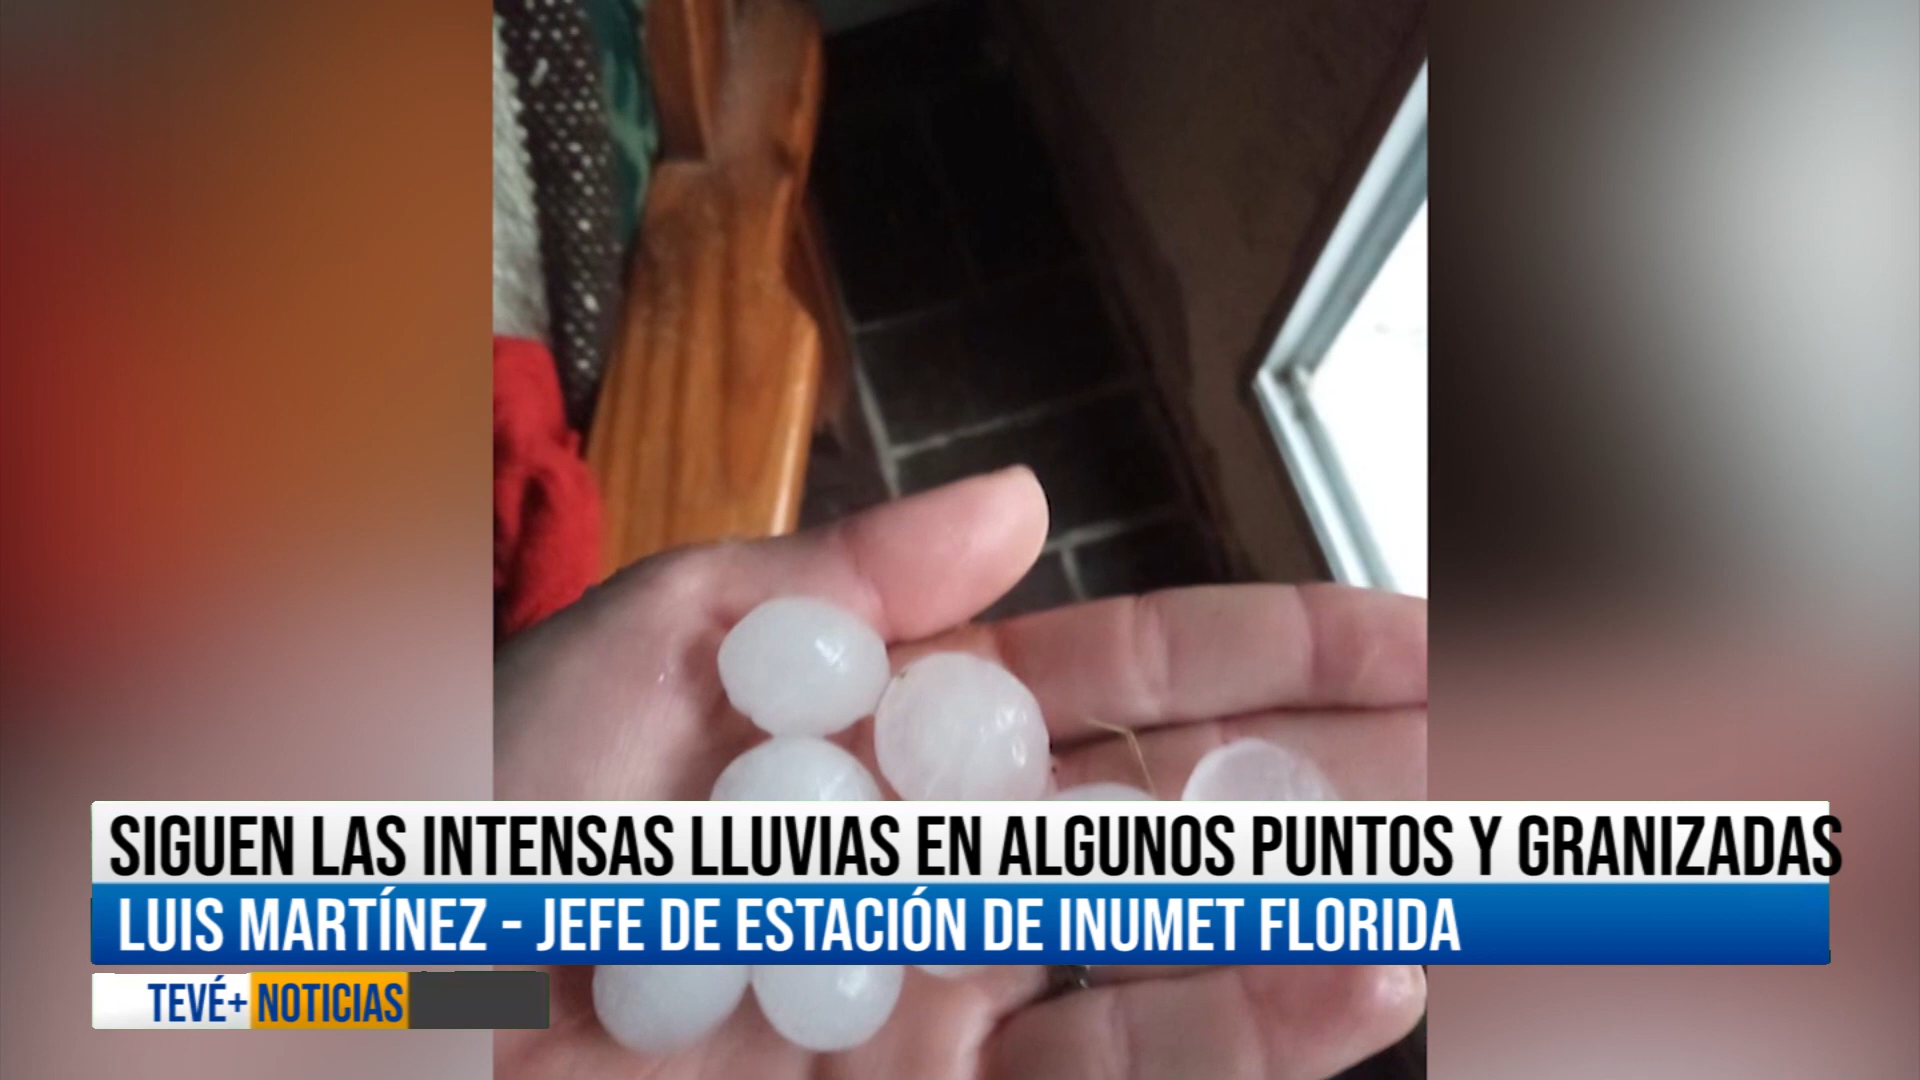 SIGUEN LAS INTENSAS LLUVIAS EN ALGUNOS PUNTOS Y GRANIZADAS
LUIS MARTÍNEZ - JEFE DE ESTACIÓN DE INUMET FLORIDA
TEVÉ+ NOTICIAS